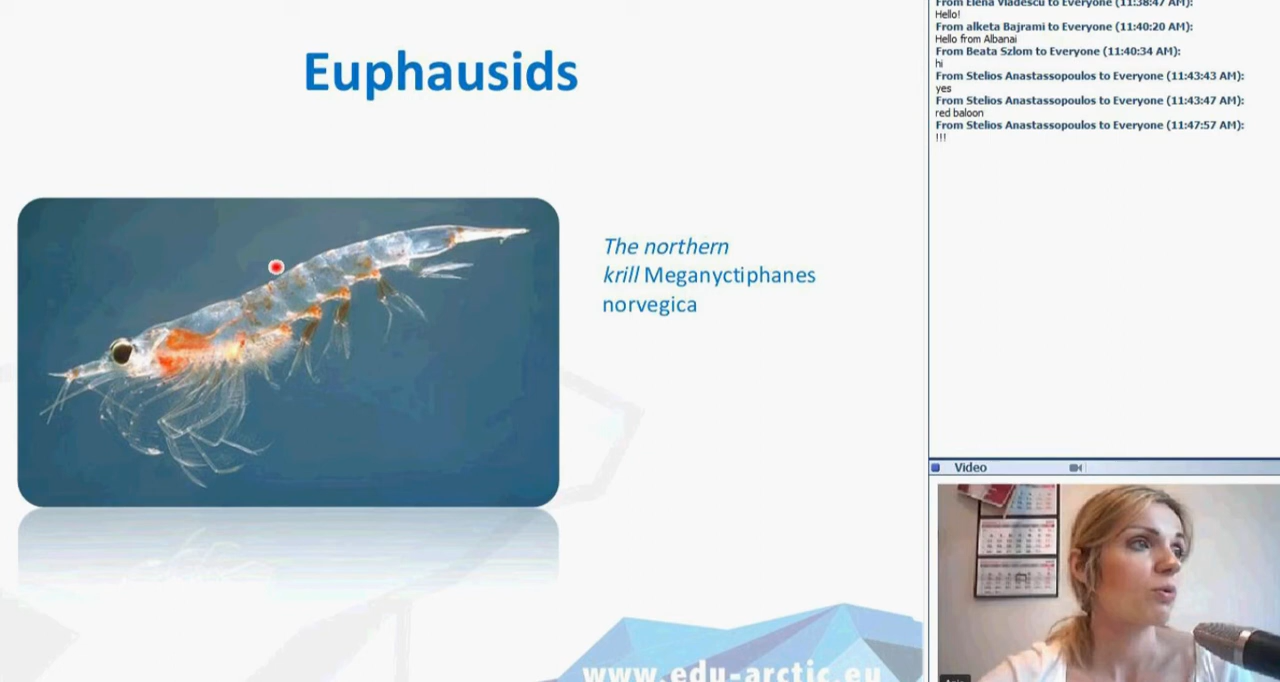 Euphausids
The northern
krill Meganyctiphanes
norvegica
www.edu-arctic.eu
From Elena Vladescu to Everyone (11:38:47 AM):
Hello!
From alketa Bajrami to Everyone (11:40:20 AM):
Hello from Albanai
From Beata Szlom to Everyone (11:40:34 AM):
hi
From Stelios Anastassopoulos to Everyone (11:43:43 AM):
yes
From Stelios Anastassopoulos to Everyone (11:43:47 AM):
red baloon
From Stelios Anastassopoulos to Everyone (11:47:57 AM):
!!!
Video